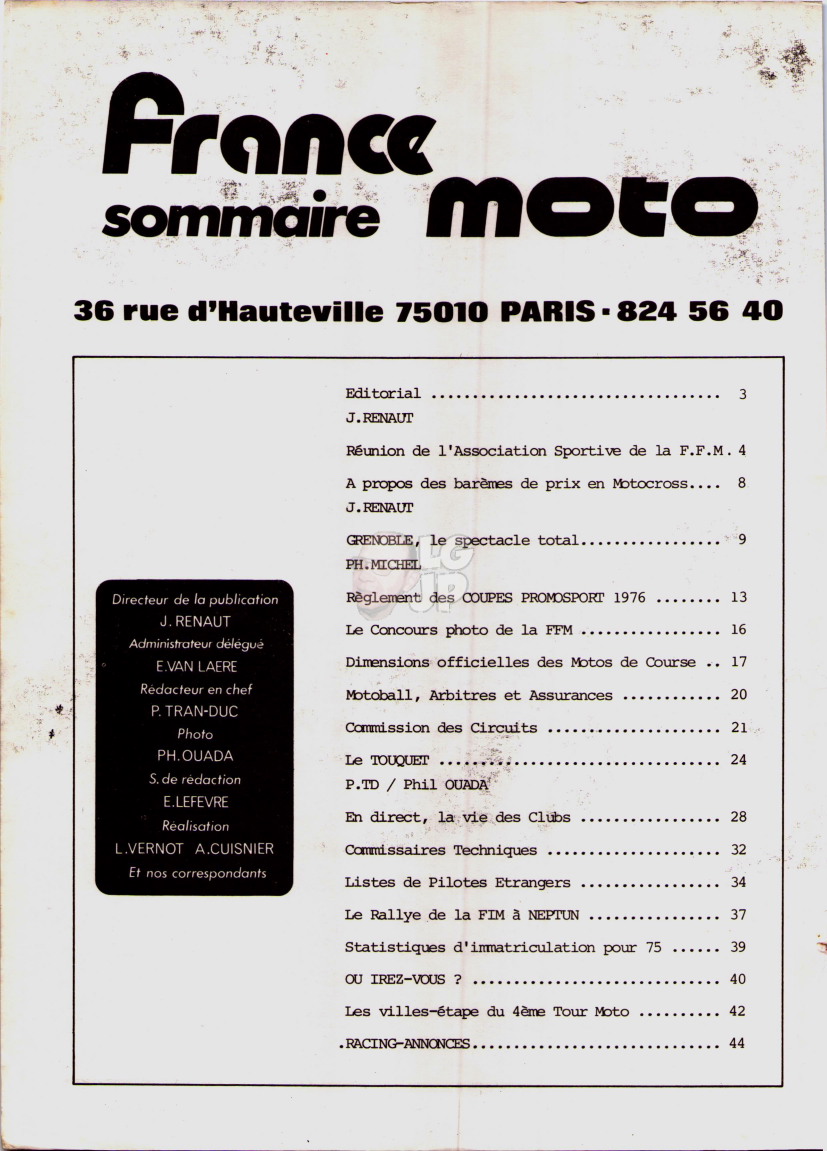 France
sommaire moto
36 rue d'Hauteville 75010 PARIS · 824 56 40
Directeur de la publication
J. RENAUT
Administrateur délégué
E.VAN LAERE
Rédacteur en chef
P. TRAN-DUC
Photo
PH.OUADA
S. de rédaction
E.LEFEVRE
Réalisation
L.VERNOT A.CUISNIER
Et nos correspondants
Editorial .................................. 3
J.RENAUT
Réunion de l'Association Sportive de la F.F.M. 4
A propos des barèmes de prix en Motocross.... 8
J.RENAUT
GRENOBLE, le spectacle total................. 9
PH.MICHEL
Règlement des COUPES PROMOSPORT 1976 ........ 13
Le Concours photo de la FFM ................. 16
Dimensions officielles des Motos de Course .. 17
Motoball, Arbitres et Assurances ............ 20
Commission des Circuits ..................... 21
Le TOUQUET .................................. 24
P.TD / Phil OUADA
En direct, la vie des Clubs ................. 28
Commissaires Techniques ..................... 32
Listes de Pilotes Etrangers ................. 34
Le Rallye de la FIM à NEPTUN ................ 37
Statistiques d'immatriculation pour 75 ...... 39
OU IREZ-VOUS ? .............................. 40
Les villes-étape du 4ème Tour Moto .......... 42
.RACING-ANNONCES.............................. 44
LG
JP